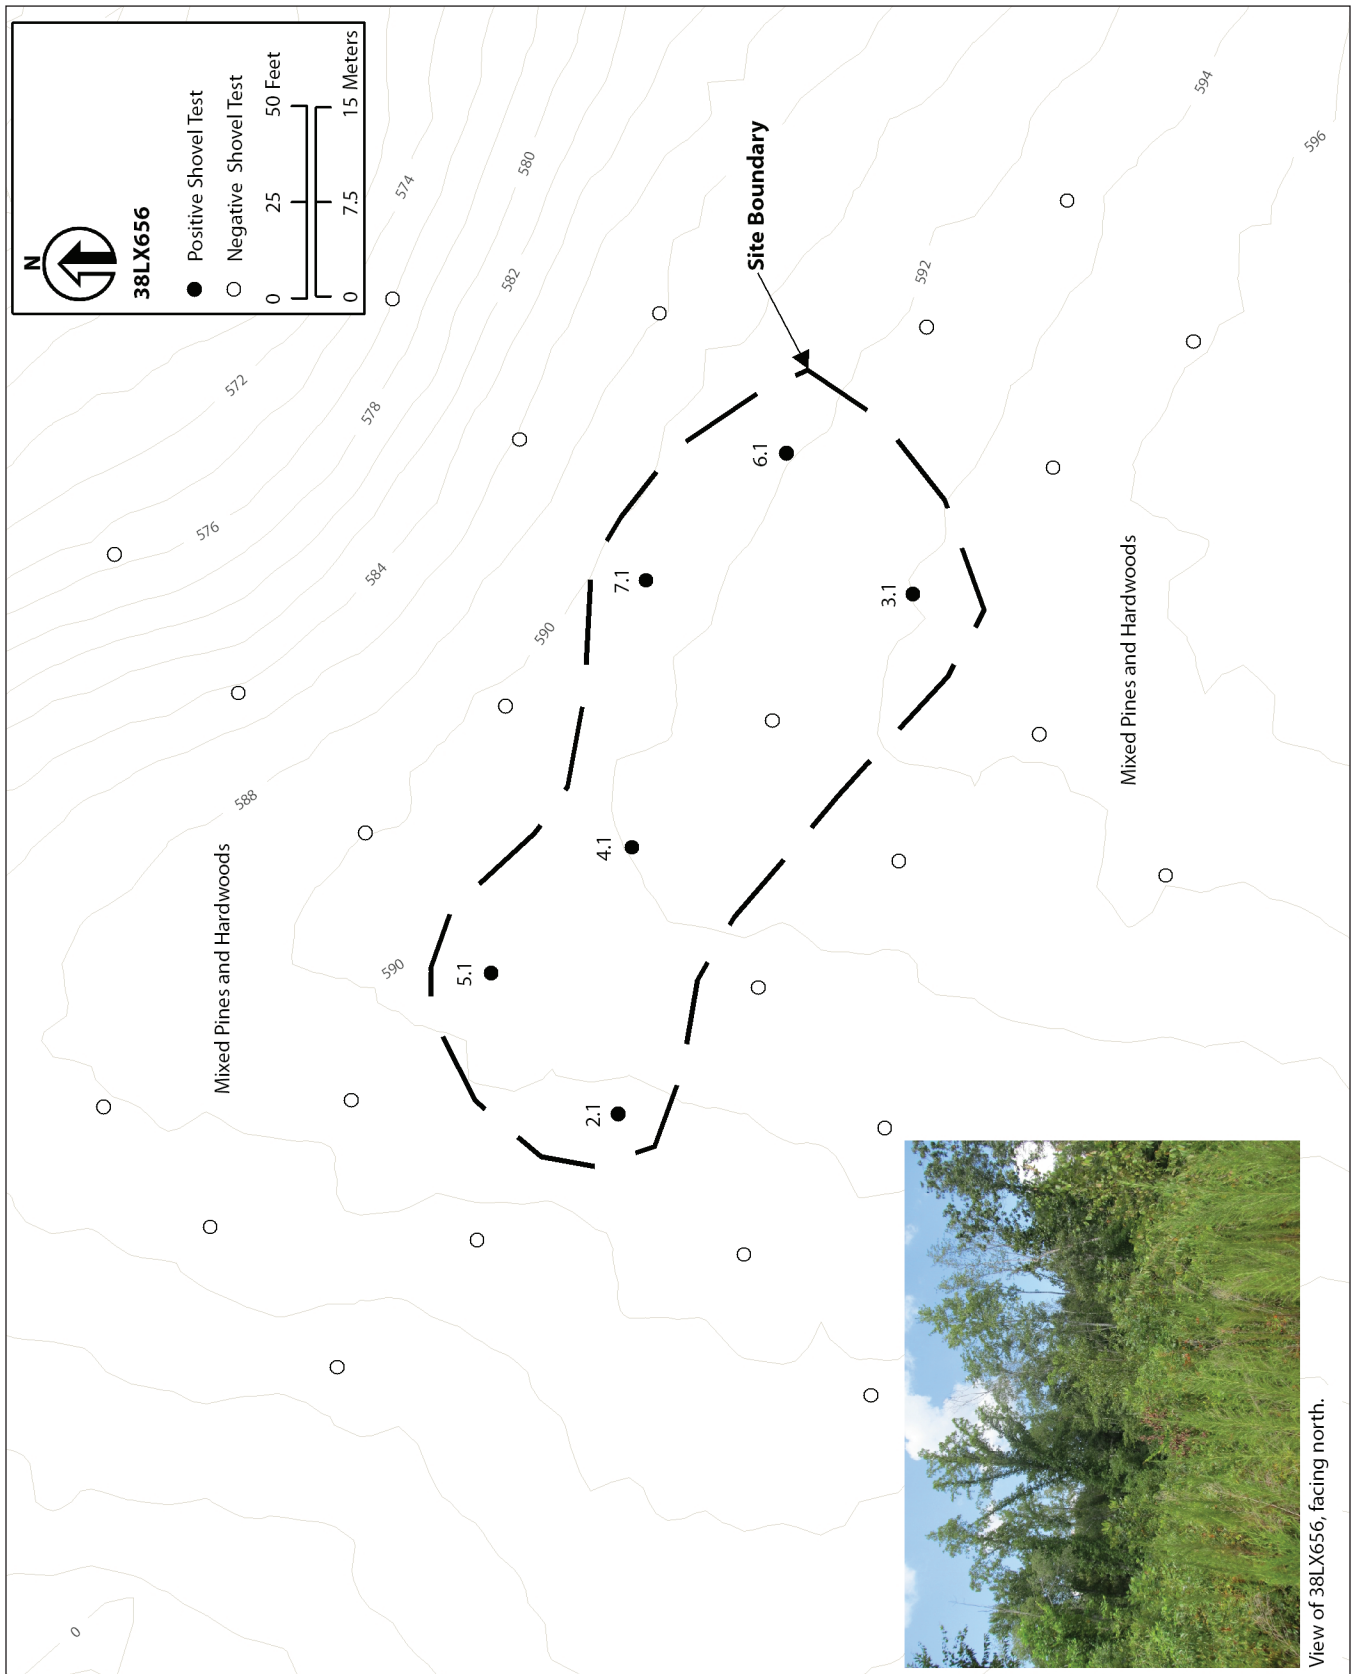 N
38LX656
Positive Shovel Test
Negative Shovel Test
0 25 50 Feet
0 7.5 15 Meters
572
574
576
578
580
582
584
588
590
590
592
594
596
0
Mixed Pines and Hardwoods
Site Boundary
5.1
2.1
4.1
7.1
6.1
3.1
Mixed Pines and Hardwoods
View of 38LX656, facing north.